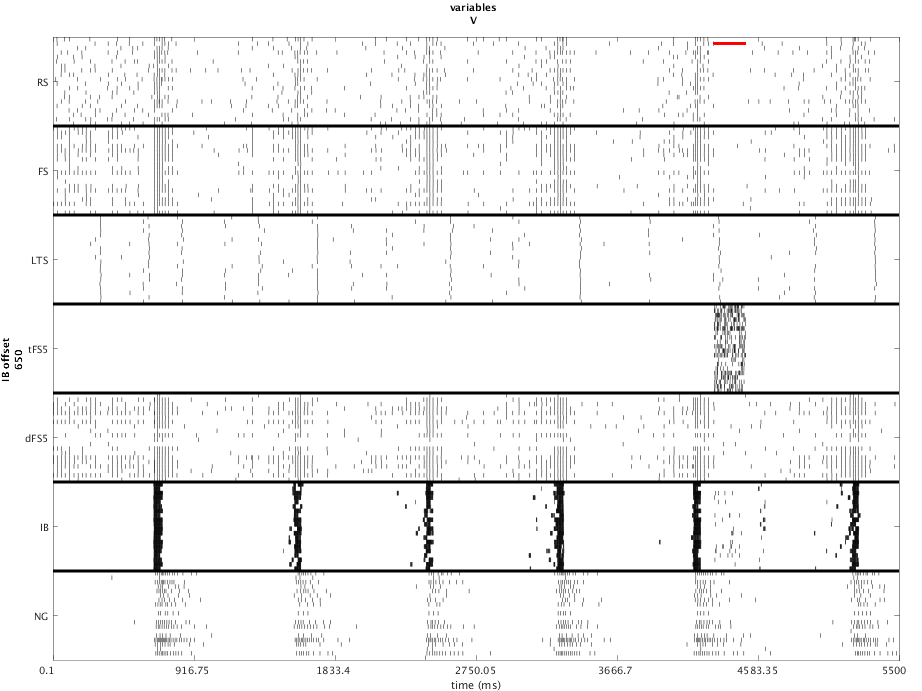 variables
V
RS
FS
LTS
tFS5
IB offset
650
dFS5
IB
NG
0.1 916.75 1833.4 2750.05 3666.7 4583.35 5500
time (ms)